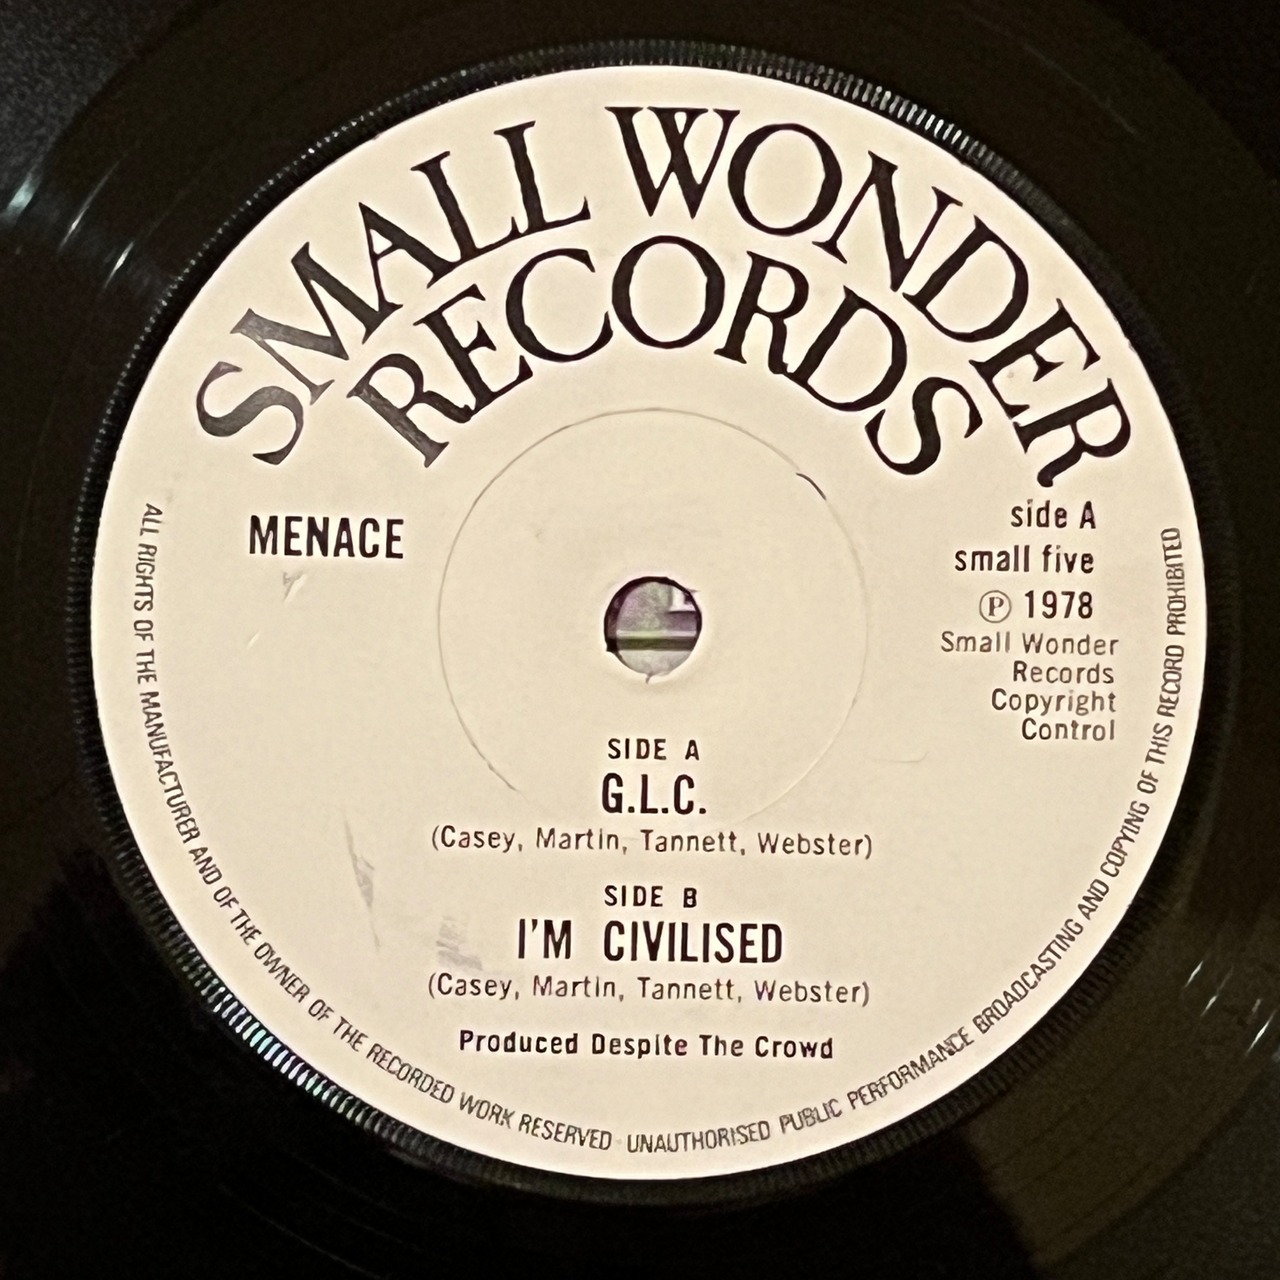 SMALL WONDER
RECORDS
MENACE
side A
small five
Ⓟ 1978
Small Wonder
Records
Copyright
Control
SIDE A
G.L.C.
(Casey, Martin, Tannett, Webster)
SIDE B
I'M CIVILISED
(Casey, Martin, Tannett, Webster)
Produced Despite The Crowd
ALL RIGHTS OF THE MANUFACTURER AND OF THE OWNER OF THE RECORDED WORK RESERVED · UNAUTHORISED PUBLIC PERFORMANCE BROADCASTING AND COPYING OF THIS RECORD PROHIBITED